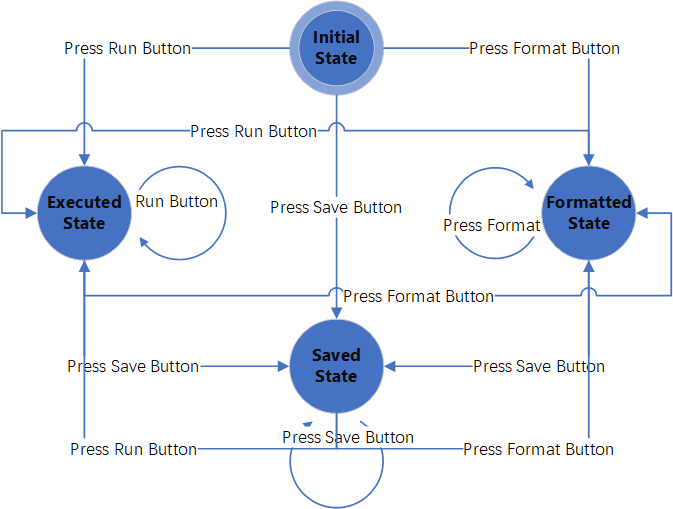 Press Run Button
Initial
State
Press Format Button
Press Run Button
Executed
State
Run Button
Press Save Button
Press Format
Formatted
State
Press Format Button
Press Save Button
Saved
State
Press Save Button
Press Run Button
Press Save Button
Press Format Button